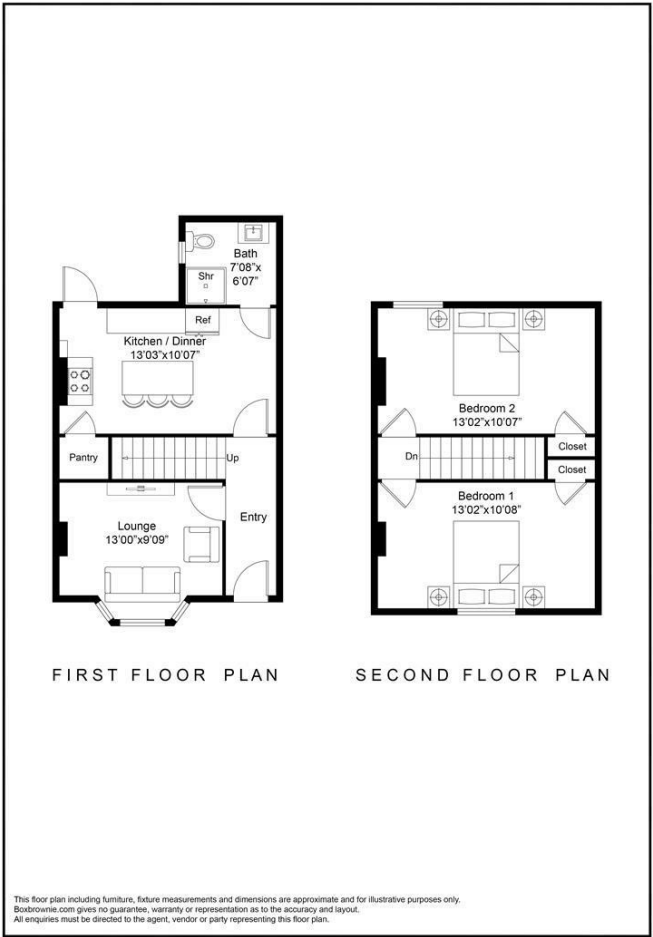 Bath
7'08"x
6'07"
Shr
Ref
Kitchen / Dinner
13'03"x10'07"
Pantry
Up
Lounge
13'00"x9'09"
Entry
Bedroom 2
13'02"x10'07"
Closet
Dn
Closet
Bedroom 1
13'02"x10'08"
FIRST FLOOR PLAN
SECOND FLOOR PLAN
This floor plan including furniture, fixture measurements and dimensions are approximate and for illustrative purposes only.
Boxbrownie.com gives no guarantee, warranty or representation as to the accuracy and layout.
All enquiries must be directed to the agent, vendor or party representing this floor plan.